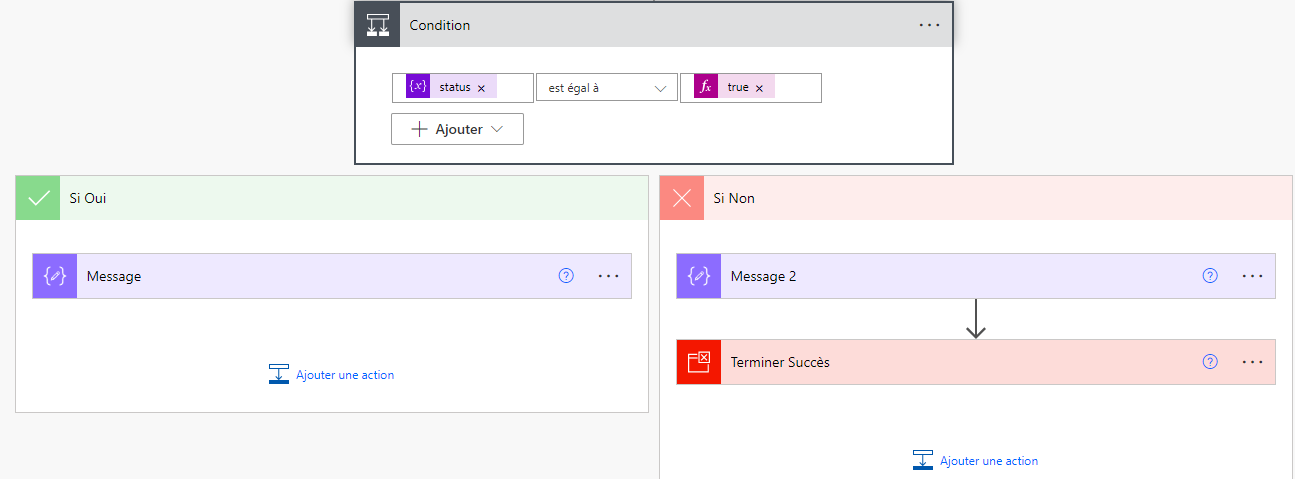 Condition
{x} status × est égal à fx true ×
Ajouter
Si Oui
Message
Ajouter une action
Si Non
Message 2
Terminer Succès
Ajouter une action